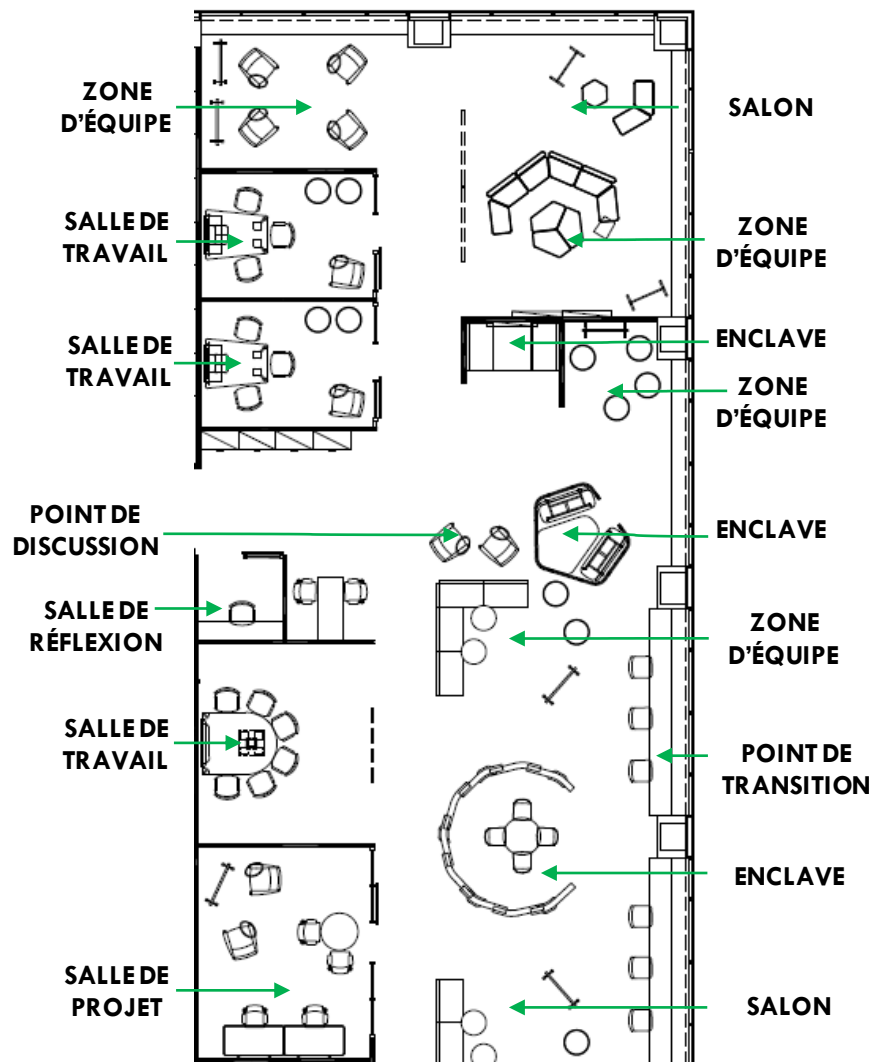 ZONE
D'ÉQUIPE
SALON
SALLE DE
TRAVAIL
ZONE
D'ÉQUIPE
SALLE DE
TRAVAIL
ENCLAVE
ZONE
D'ÉQUIPE
POINT DE
DISCUSSION
ENCLAVE
SALLE DE
RÉFLEXION
ZONE
D'ÉQUIPE
SALLE DE
TRAVAIL
POINT DE
TRANSITION
ENCLAVE
SALLE DE
PROJET
SALON